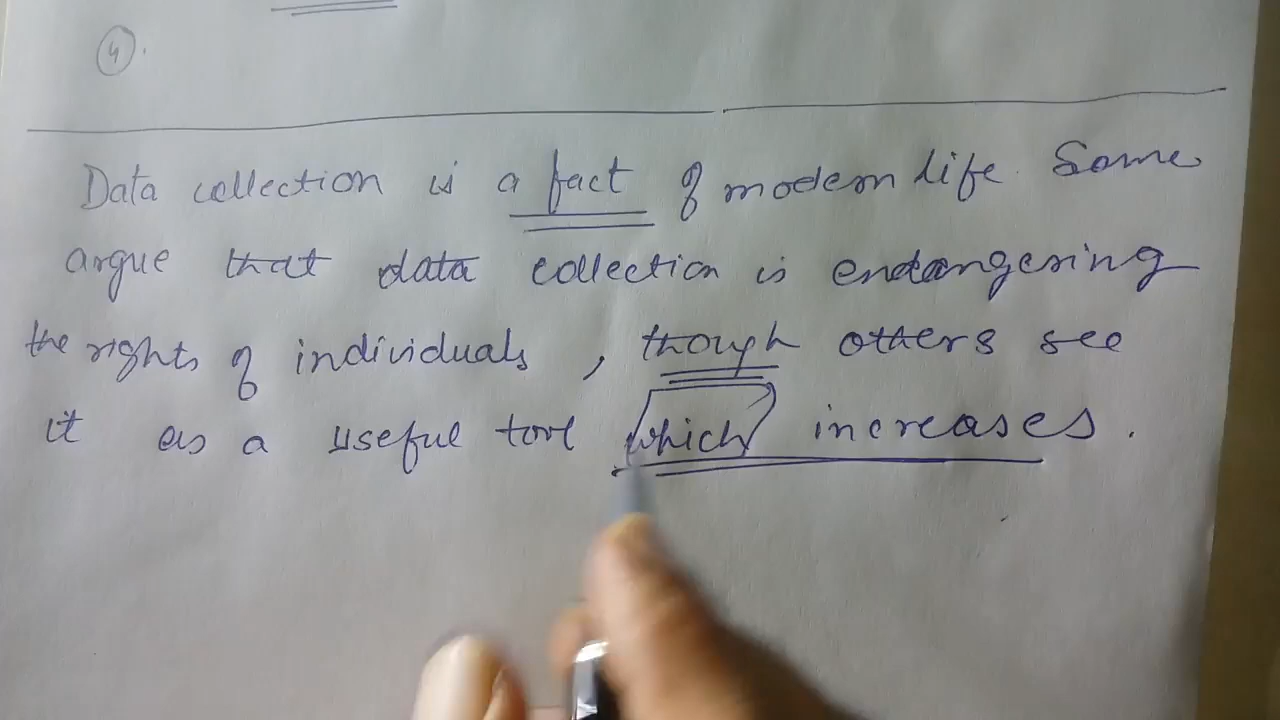 4.
Data collection is a fact of modern life. Some
argue that data collection is endangering
the rights of individuals, though others see
it as a useful tool which increases.